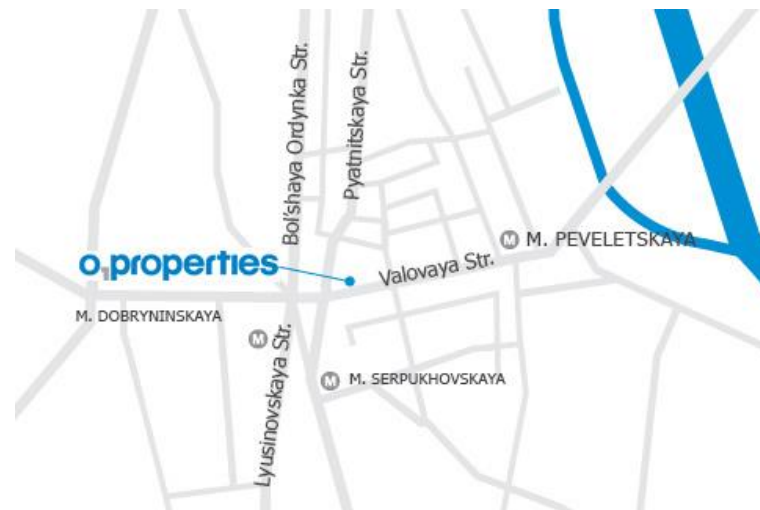 Bol'shaya Ordynka Str.
Pyatnitskaya Str.
M M. PEVELETSKAYA
o1properties
Valovaya Str.
M. DOBRYNINSKAYA
M
Lyusinovskaya Str.
M M. SERPUKHOVSKAYA